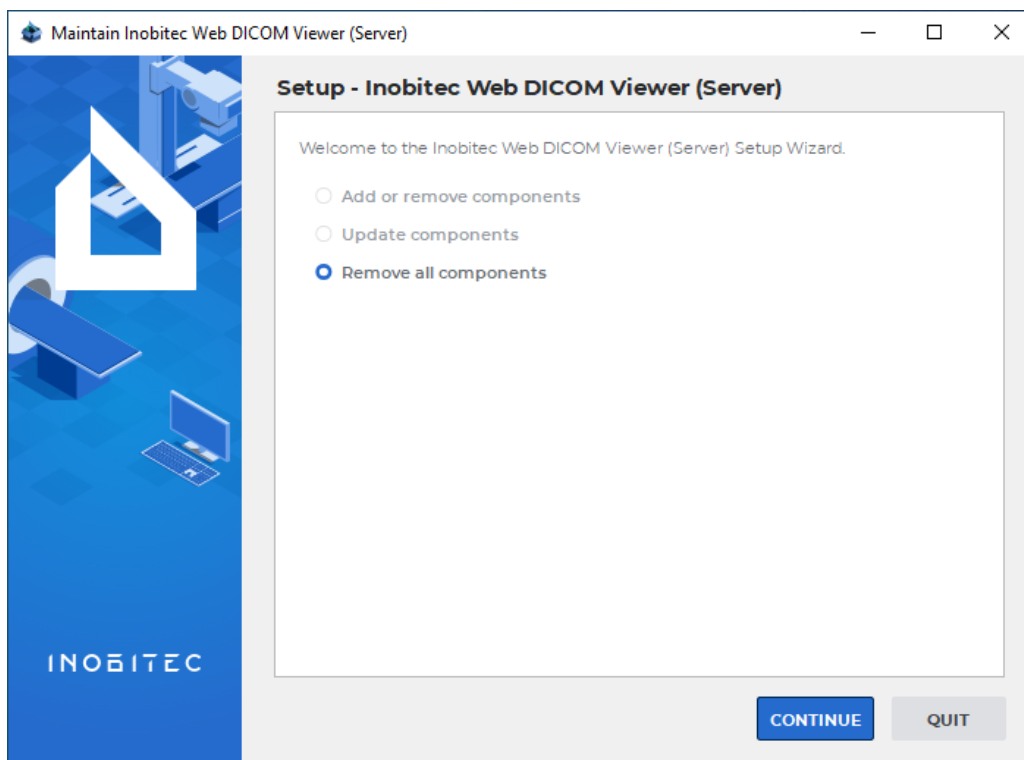 Maintain Inobitec Web DICOM Viewer (Server)
Setup - Inobitec Web DICOM Viewer (Server)
Welcome to the Inobitec Web DICOM Viewer (Server) Setup Wizard.
Add or remove components
Update components
Remove all components
INOBITEC
CONTINUE
QUIT